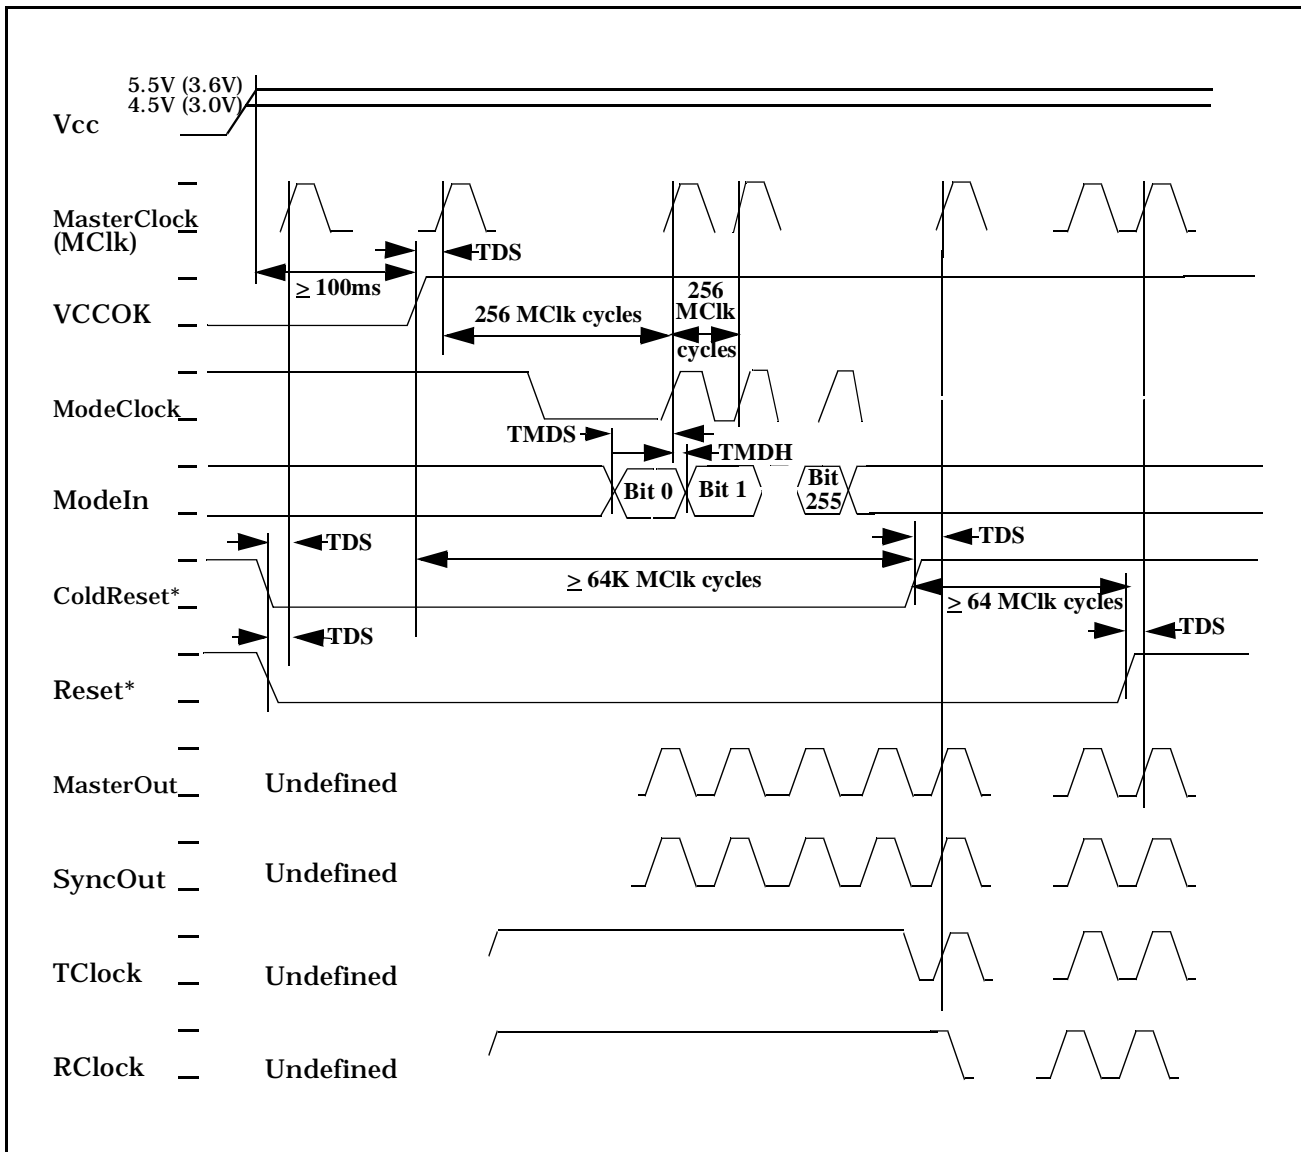 5.5V (3.6V)
4.5V (3.0V)
Vcc
MasterClock
(MClk)
TDS
≥ 100ms
VCCOK
256 MClk cycles
256
MClk
cycles
ModeClock
TMDS
TMDH
ModeIn
Bit 0
Bit 1
Bit
255
TDS
TDS
ColdReset*
≥ 64K MClk cycles
≥ 64 MClk cycles
TDS
TDS
Reset*
MasterOut
Undefined
SyncOut
Undefined
TClock
Undefined
RClock
Undefined